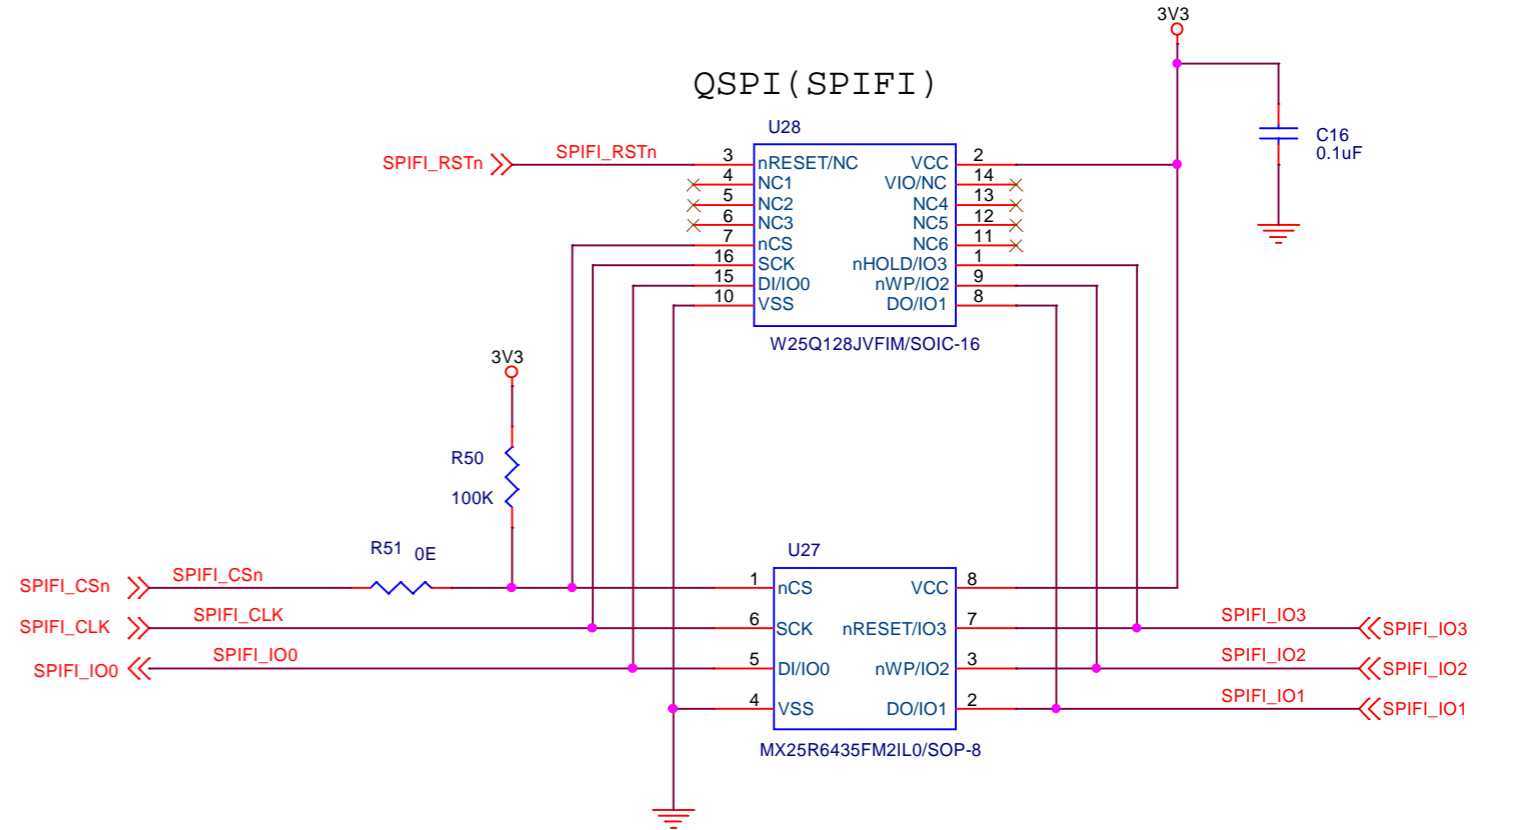 3V3
QSPI(SPIFI)
U28
C16
0.1uF
SPIFI_RSTn
SPIFI_RSTn
3 nRESET/NC VCC 2
4 NC1 VIO/NC 14
5 NC2 NC4 13
6 NC3 NC5 12
7 nCS NC6 11
16 SCK nHOLD/IO3 1
15 DI/IO0 nWP/IO2 9
10 VSS DO/IO1 8
W25Q128JVFIM/SOIC-16
3V3
R50
100K
R51 0E
U27
SPIFI_CSn SPIFI_CSn 1 nCS VCC 8
SPIFI_CLK SPIFI_CLK 6 SCK nRESET/IO3 7 SPIFI_IO3 SPIFI_IO3
SPIFI_IO0 SPIFI_IO0 5 DI/IO0 nWP/IO2 3 SPIFI_IO2 SPIFI_IO2
4 VSS DO/IO1 2 SPIFI_IO1 SPIFI_IO1
MX25R6435FM2IL0/SOP-8